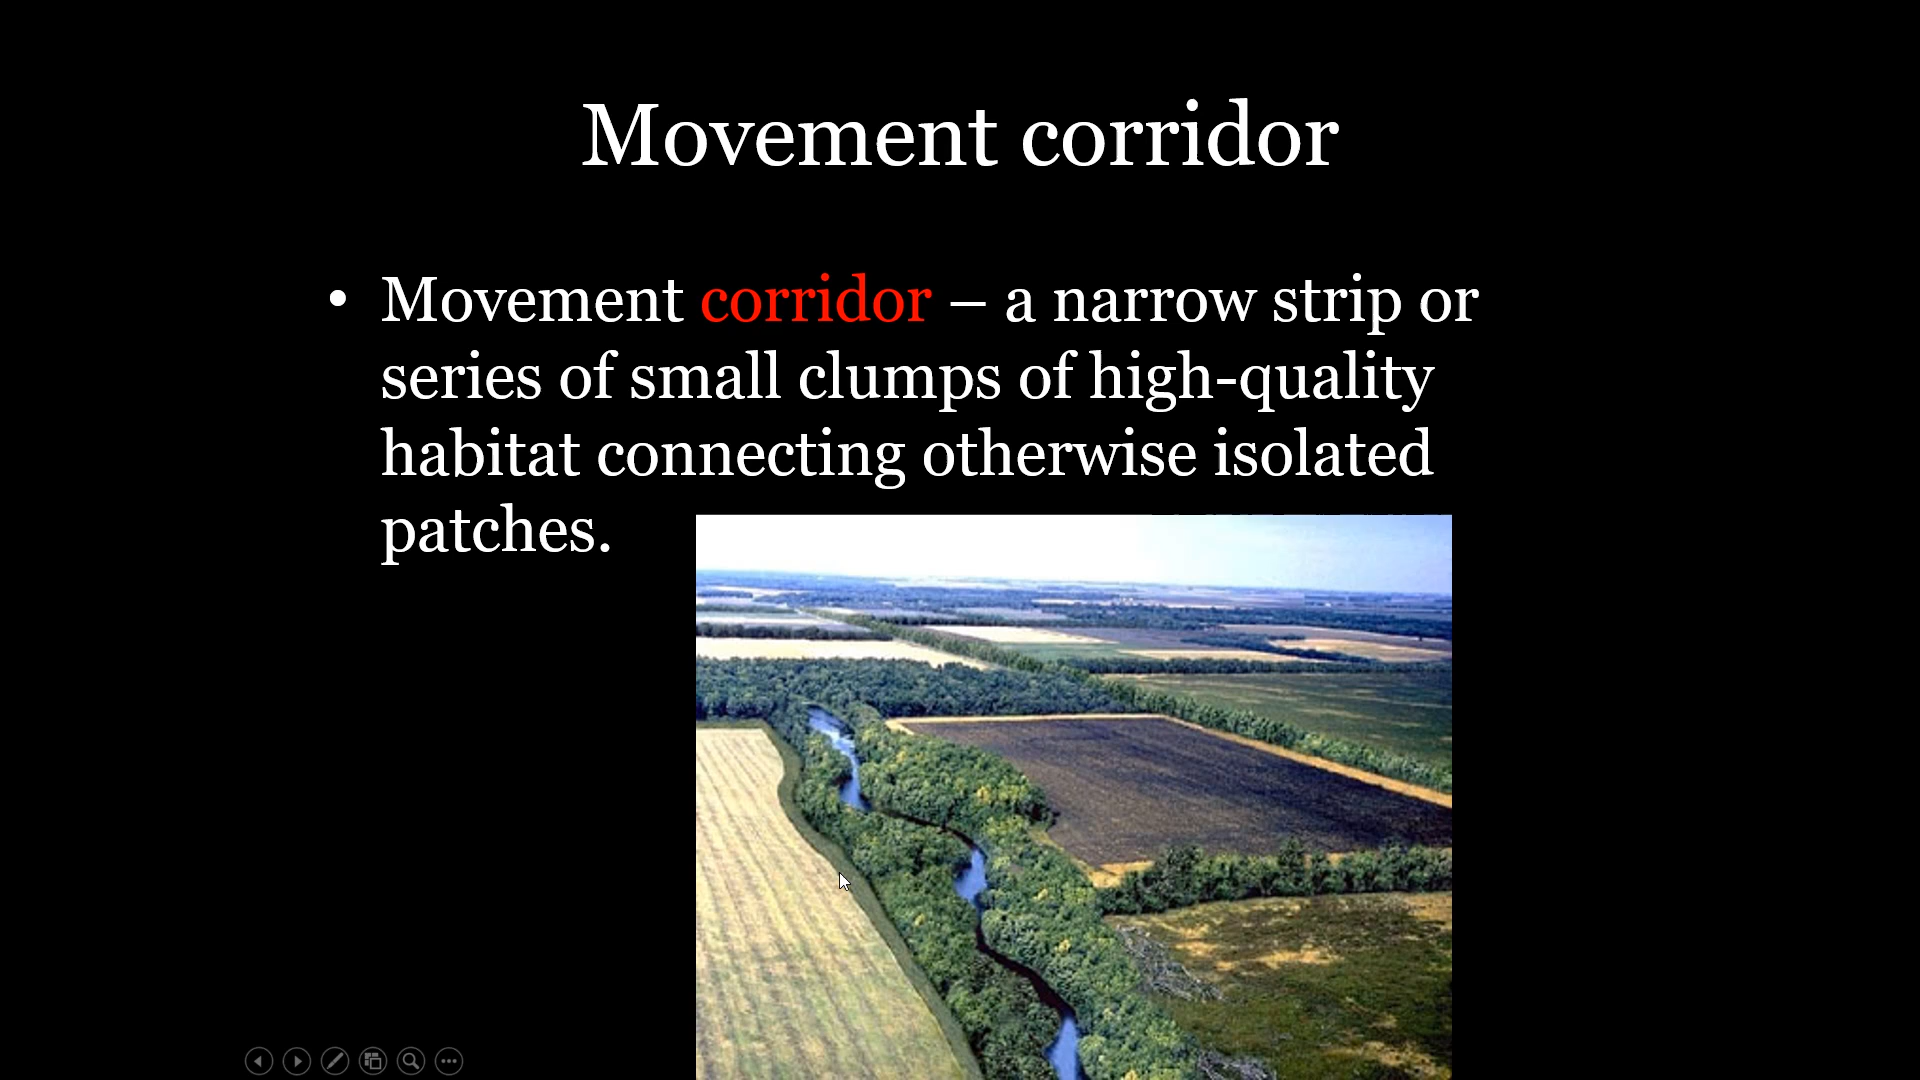 Movement corridor
• Movement corridor – a narrow strip or
series of small clumps of high-quality
habitat connecting otherwise isolated
patches.